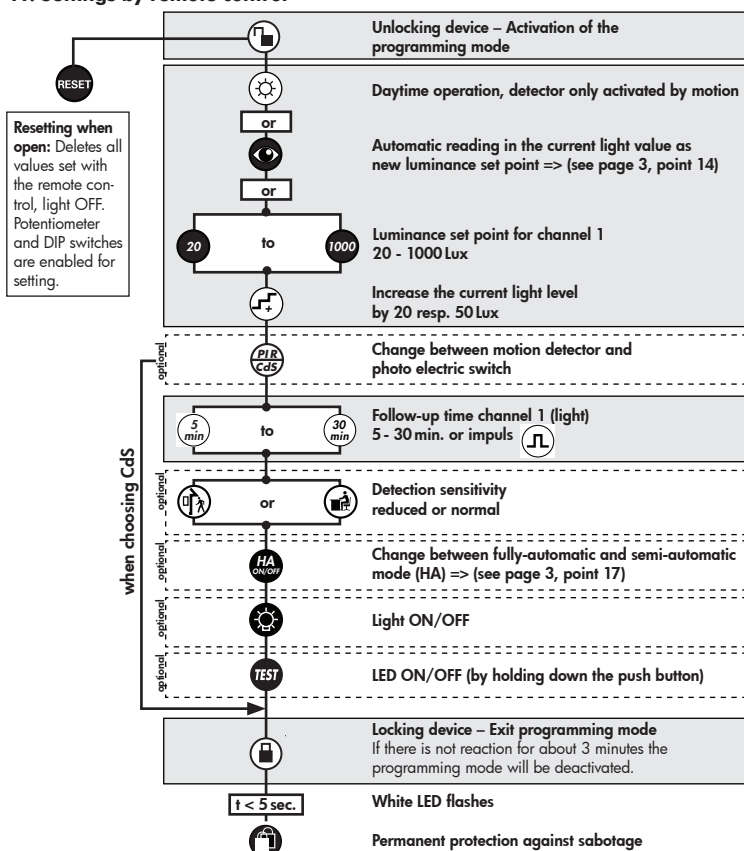 Unlocking device – Activation of the
programming mode
RESET
Resetting when
open: Deletes all
values set with
the remote con-
trol, light OFF.
Potentiometer
and DIP switches
are enabled for
setting.
Daytime operation, detector only activated by motion
or
Automatic reading in the current light value as
new luminance set point => (see page 3, point 14)
or
20 to 1000
Luminance set point for channel 1
20 - 1000 Lux
+
Increase the current light level
by 20 resp. 50 Lux
optional
PIR
CdS
Change between motion detector and
photo electric switch
when choosing CdS
5
min
to
30
min
Follow-up time channel 1 (light)
5 - 30 min. or impuls
optional
or
Detection sensitivity
reduced or normal
optional
HA
ON/OFF
Change between fully-automatic and semi-automatic
mode (HA) => (see page 3, point 17)
optional
Light ON/OFF
optional
TEST
LED ON/OFF (by holding down the push button)
Locking device – Exit programming mode
If there is not reaction for about 3 minutes the
programming mode will be deactivated.
t < 5 sec.
White LED flashes
Permanent protection against sabotage